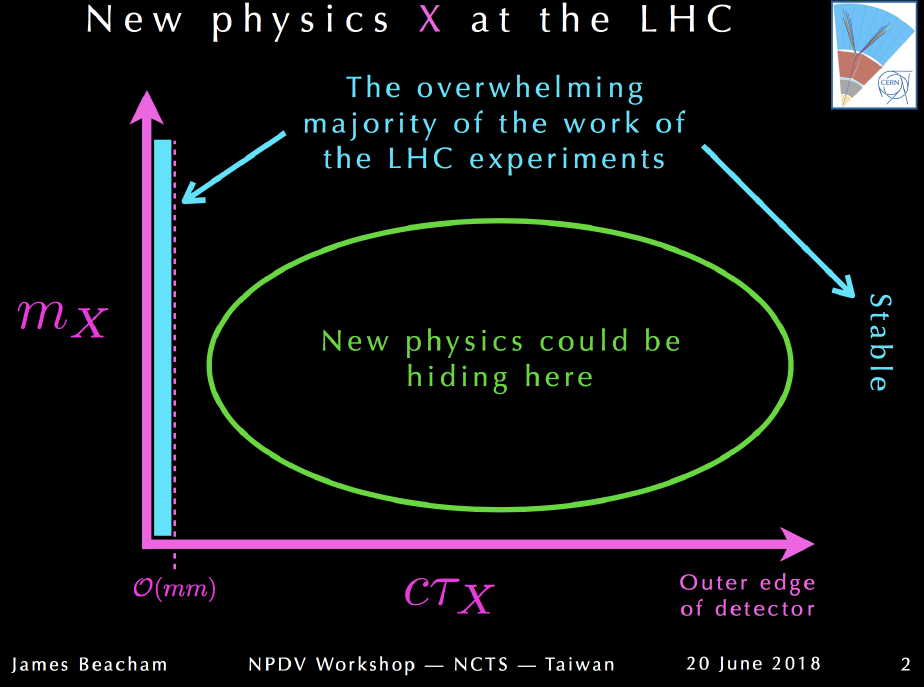 New physics X at the LHC
CERN
The overwhelming
majority of the work of
the LHC experiments
m_X
New physics could be
hiding here
Stable
O(mm)
cτ_X
Outer edge
of detector
James Beacham
NPDV Workshop — NCTS — Taiwan
20 June 2018
2